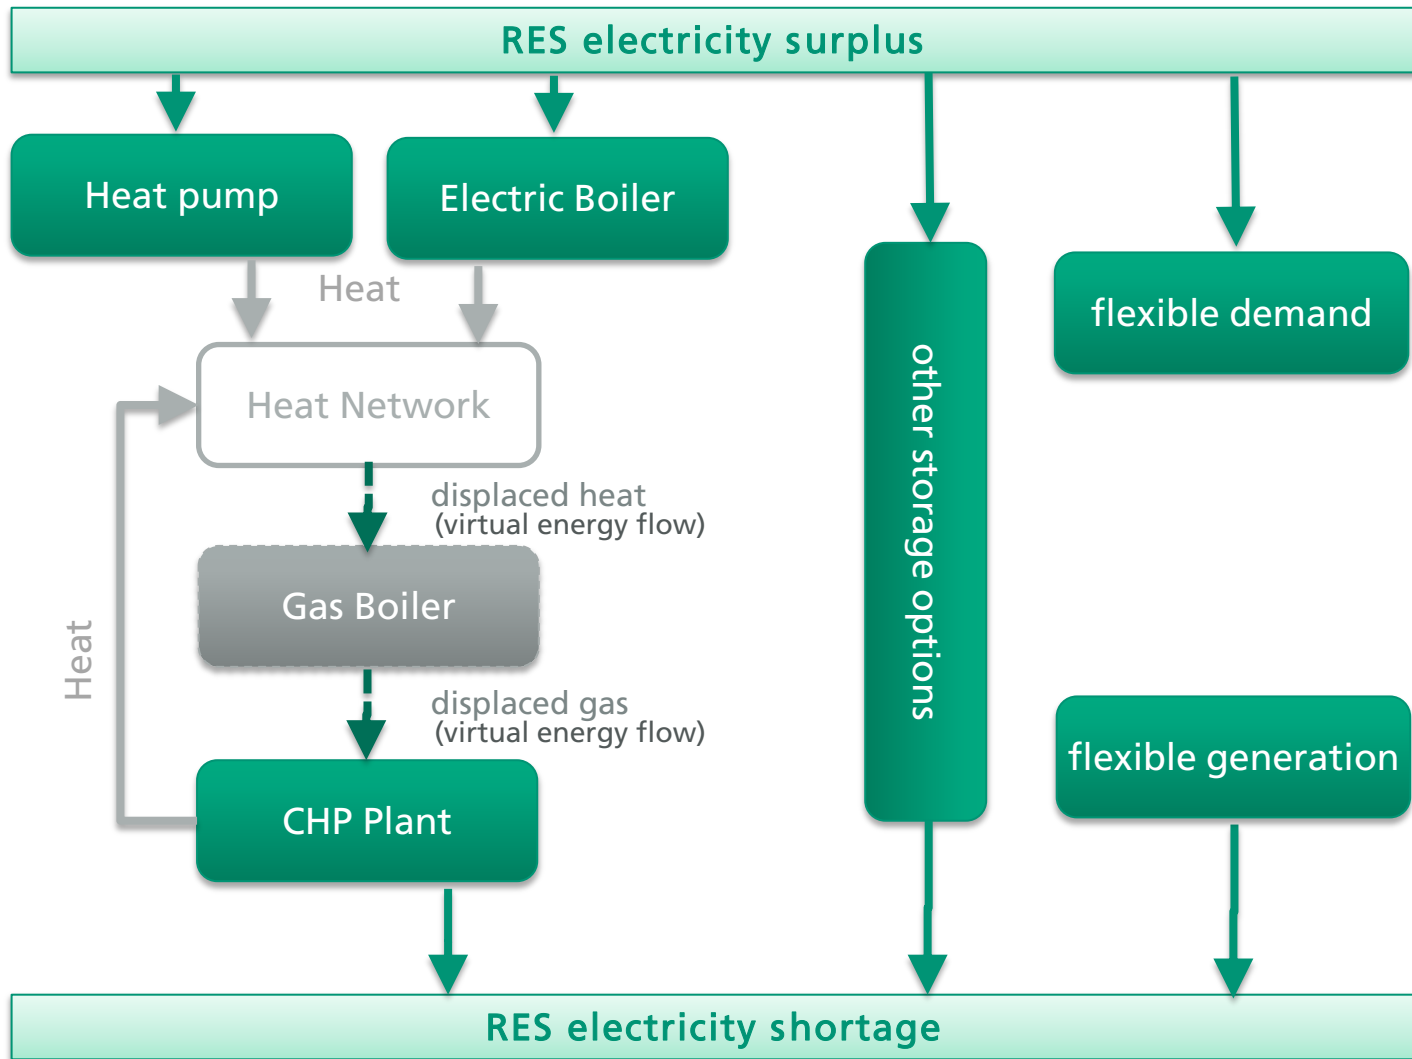 RES electricity surplus
Heat pump
Electric Boiler
Heat
Heat Network
displaced heat
(virtual energy flow)
Gas Boiler
Heat
displaced gas
(virtual energy flow)
CHP Plant
other storage options
flexible demand
flexible generation
RES electricity shortage